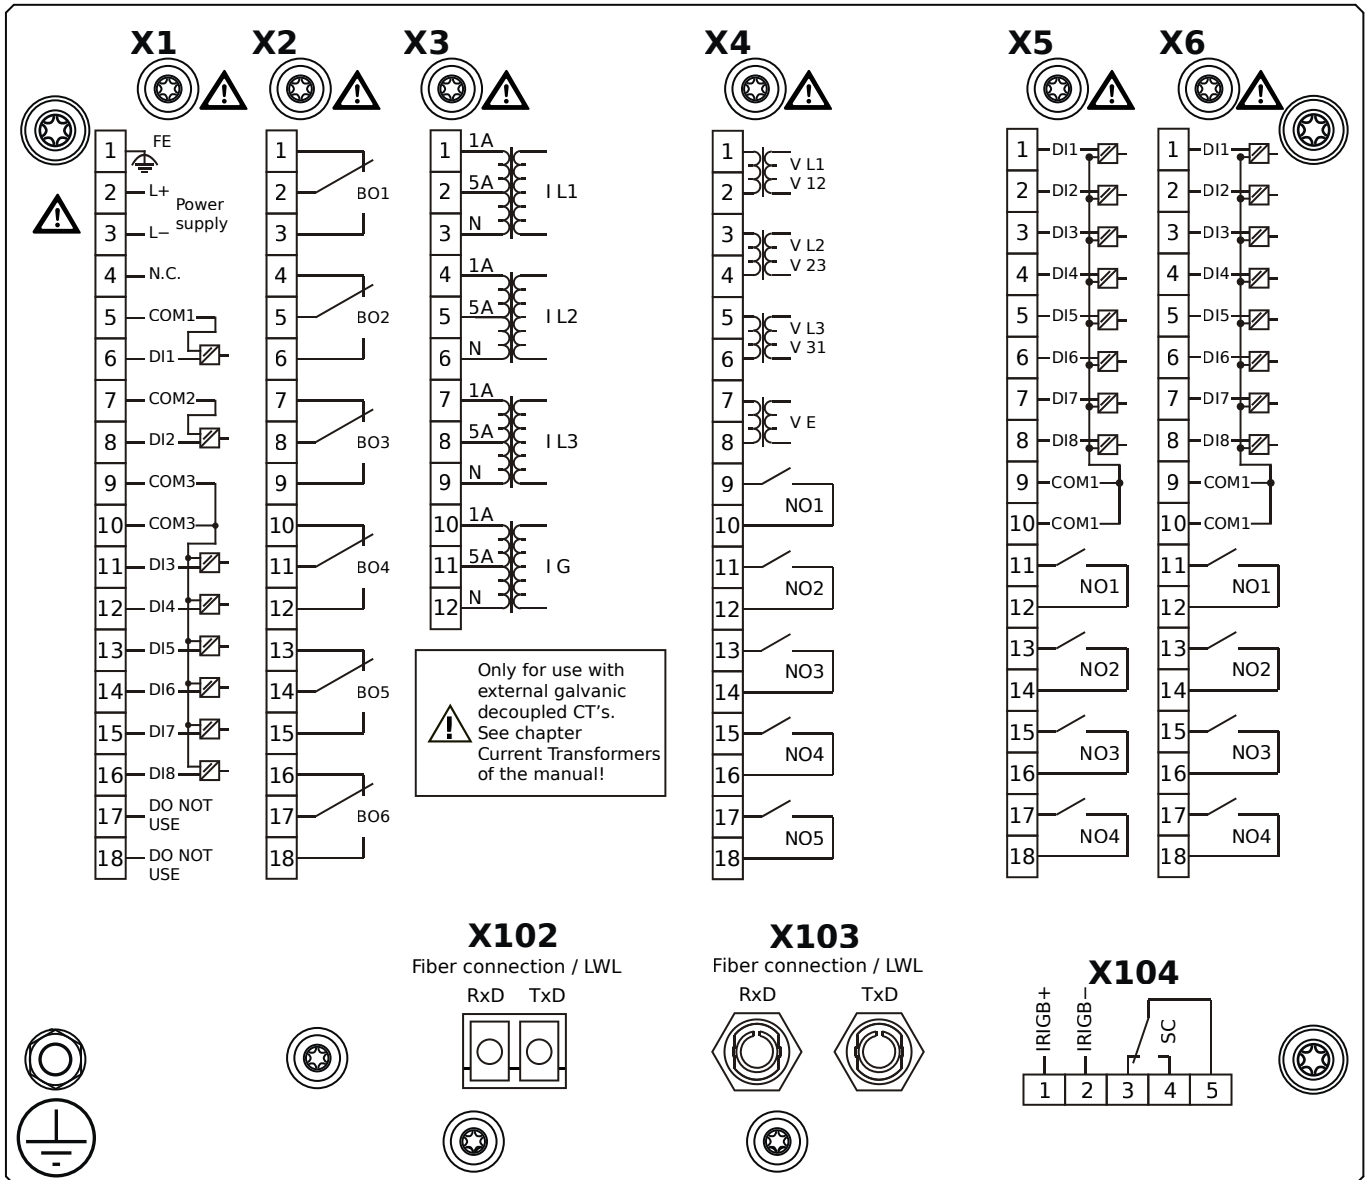 X1
1
FE
2
L+
Power
supply
3
L−
4
N.C.
5
COM1
6
DI1
7
COM2
8
DI2
9
COM3
10
COM3
11
DI3
12
DI4
13
DI5
14
DI6
15
DI7
16
DI8
17
DO NOT
USE
18
DO NOT
USE
X2
1
2
BO1
3
4
5
BO2
6
7
8
BO3
9
10
11
BO4
12
13
14
BO5
15
16
17
BO6
18
X3
1
1A
2
5A
I L1
3
N
4
1A
5
5A
I L2
6
N
7
1A
8
5A
I L3
9
N
10
1A
11
5A
I G
12
N
!
Only for use with
external galvanic
decoupled CT's.
See chapter
Current Transformers
of the manual!
X4
1
V L1
V 12
2
3
V L2
V 23
4
5
V L3
V 31
6
7
V E
8
9
NO1
10
11
NO2
12
13
NO3
14
15
NO4
16
17
NO5
18
X5
1
DI1
2
DI2
3
DI3
4
DI4
5
DI5
6
DI6
7
DI7
8
DI8
9
COM1
10
COM1
11
NO1
12
13
NO2
14
15
NO3
16
17
NO4
18
X6
1
DI1
2
DI2
3
DI3
4
DI4
5
DI5
6
DI6
7
DI7
8
DI8
9
COM1
10
COM1
11
NO1
12
13
NO2
14
15
NO3
16
17
NO4
18
X102
Fiber connection / LWL
RxD TxD
X103
Fiber connection / LWL
RxD TxD
X104
IRIGB+
IRIGB−
SC
1 2 3 4 5